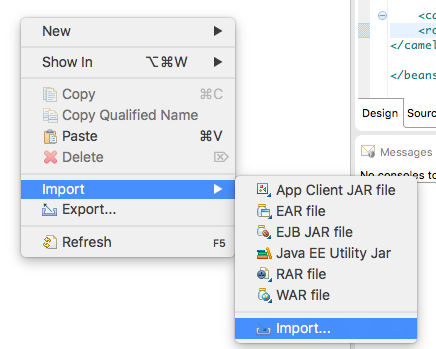 New
Show In ⌥⌘W
Copy ⌘C
Copy Qualified Name
Paste ⌘V
Delete ⌦
Import
Export...
Refresh F5
App Client JAR file
EAR file
EJB JAR file
Java EE Utility Jar
RAR file
WAR file
Import...
<ca
<ro
</camel
</beans
Design Sourc
Messages
No consoles to